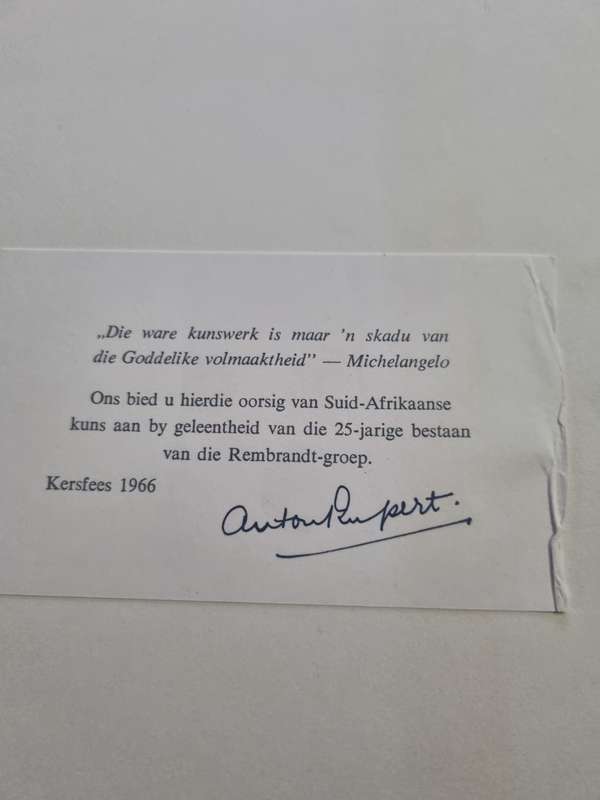 „Die ware kunswerk is maar 'n skadu van
die Goddelike volmaaktheid” — Michelangelo
Ons bied u hierdie oorsig van Suid-Afrikaanse
kuns aan by geleentheid van die 25-jarige bestaan
van die Rembrandt-groep.
Kersfees 1966
Anton Rupert.